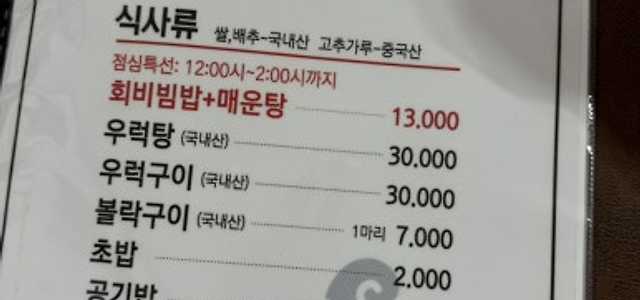 식사류 쌀,배추-국내산 고추가루-중국산
점심특선: 12:00시~2:00시까지
회비빔밥+매운탕 13.000
우럭탕 (국내산) 30.000
우럭구이 (국내산) 30.000
볼락구이 (국내산) 1마리 7.000
초밥 2,000
공기밥